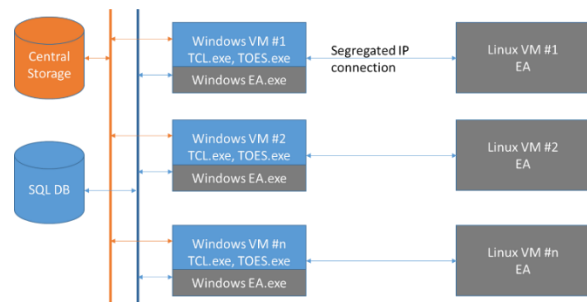 Central
Storage
SQL DB
Windows VM #1
TCL.exe, TOES.exe
Windows EA.exe
Segregated IP
connection
Linux VM #1
EA
Windows VM #2
TCL.exe, TOES.exe
Windows EA.exe
Linux VM #2
EA
Windows VM #n
TCL.exe, TOES.exe
Windows EA.exe
Linux VM #n
EA